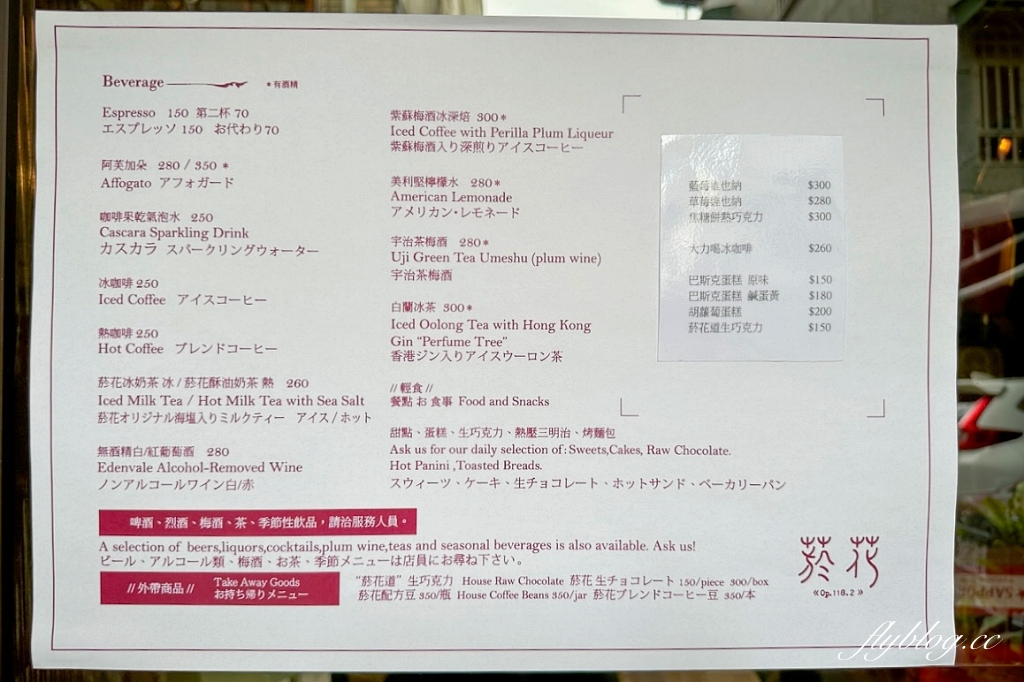 Beverage
*有酒精
Espresso 150 第二杯 70
エスプレッソ 150 お代わり70
阿芙加朵 280 / 350 *
Affogato アフォガード
咖啡果乾氣泡水 250
Cascara Sparkling Drink
カスカラ スパークリングウォーター
冰咖啡 250
Iced Coffee アイスコーヒー
熱咖啡 250
Hot Coffee ブレンドコーヒー
菸花冰奶茶 冰 / 菸花酥油奶茶 熱 260
Iced Milk Tea / Hot Milk Tea with Sea Salt
菸花オリジナル海塩入りミルクティー アイス / ホット
無酒精白/紅葡萄酒 280
Edenvale Alcohol-Removed Wine
ノンアルコールワイン白/赤
紫蘇梅酒冰深焙 300*
Iced Coffee with Perilla Plum Liqueur
紫蘇梅酒入り深煎りアイスコーヒー
美利堅檸檬水 280*
American Lemonade
アメリカン・レモネード
宇治茶梅酒 280*
Uji Green Tea Umeshu (plum wine)
宇治茶梅酒
白蘭冰茶 300*
Iced Oolong Tea with Hong Kong
Gin “Perfume Tree”
香港ジン入りアイスウーロン茶
// 輕食 //
餐點 お 食事 Food and Snacks
甜點、蛋糕、生巧克力、熱壓三明治、烤麵包
Ask us for our daily selection of: Sweets,Cakes, Raw Chocolate.
Hot Panini ,Toasted Breads.
スウィーツ、ケーキ、生チョコレート、ホットサンド、ベーカリーパン
藍莓維也納 $300
草莓維也納 $280
焦糖餅熱巧克力 $300
大力喝冰咖啡 $260
巴斯克蛋糕 原味 $150
巴斯克蛋糕 鹹蛋黃 $180
胡蘿蔔蛋糕 $200
菸花道生巧克力 $150
啤酒、烈酒、梅酒、茶、季節性飲品，請洽服務人員。
A selection of beers,liquors,cocktails,plum wine,teas and seasonal beverages is also available. Ask us!
ビール、アルコール類、梅酒、お茶、季節メニューは店員にお尋ね下さい。
// 外帶商品 // Take Away Goods
お持ち帰りメニュー
“菸花道” 生巧克力 House Raw Chocolate 菸花 生チョコレート 150/piece 300/box
菸花配方豆 350/瓶 House Coffee Beans 350/jar 菸花ブレンドコーヒー豆 350/本
菸花
«Op.118.2»
flyblog.cc